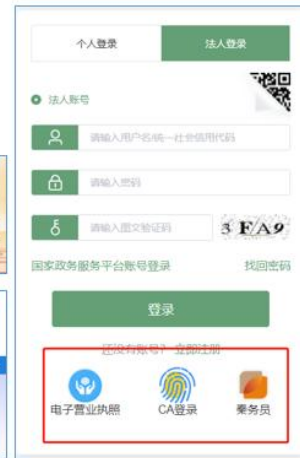 个人登录 法人登录
法人账号
请输入用户名/统一社会信用代码
请输入密码
请输入图文验证码 3 F A 9
国家政务服务平台账号登录 找回密码
登录
还没有账号? 立即注册
电子营业执照 CA登录 秦务员